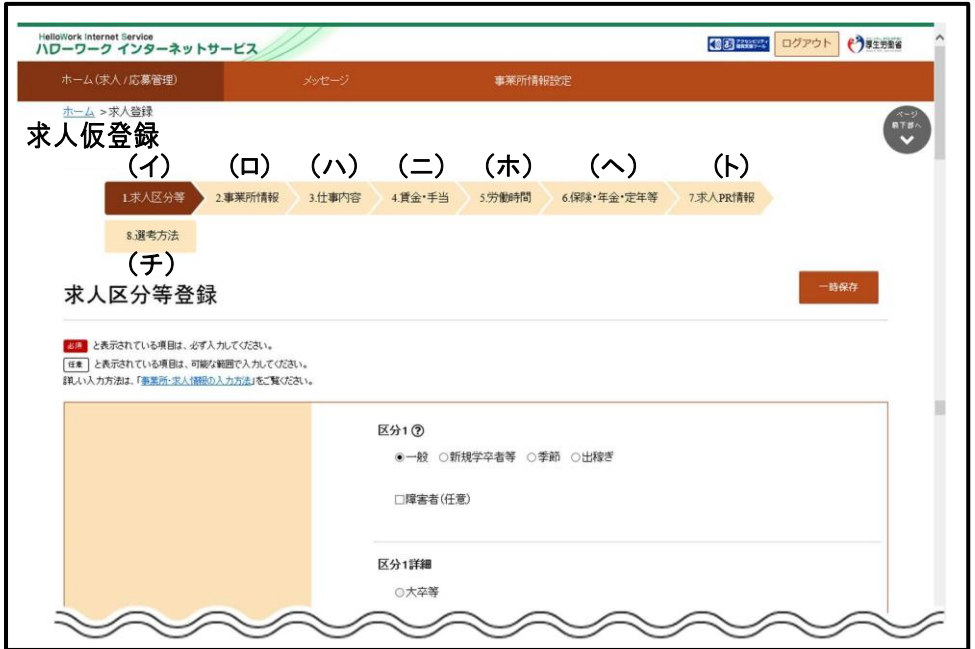 HelloWork Internet Service
ハローワーク インターネットサービス
ログアウト
厚生労働省
ホーム(求人/応募管理)
メッセージ
事業所情報設定
ホーム >求人登録
ページ
最下部へ
求人仮登録
(イ) (ロ) (ハ) (ニ) (ホ) (ヘ) (ト)
1.求人区分等 2.事業所情報 3.仕事内容 4.賃金・手当 5.労働時間 6.保険・年金・定年等 7.求人PR情報
8.選考方法
(チ)
求人区分等登録
一時保存
必須 と表示されている項目は、必ず入力してください。
任意 と表示されている項目は、可能な範囲で入力してください。
詳しい入力方法は、「事業所・求人情報の入力方法」をご覧ください。
区分1 ?
◉一般 ○新規学卒者等 ○季節 ○出稼ぎ
□障害者(任意)
区分1詳細
○大卒等